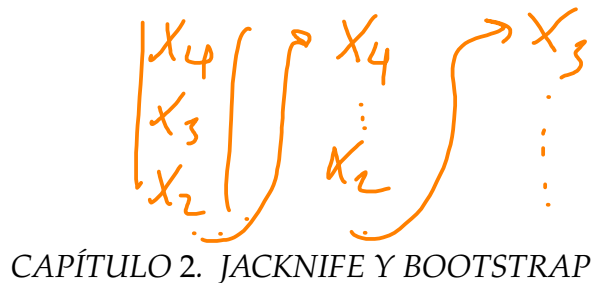 X₄ X₄ X₃
X₃ ⋮ ⋮
X₂ X₂
CAPÍTULO 2. JACKNIFE Y BOOTSTRAP